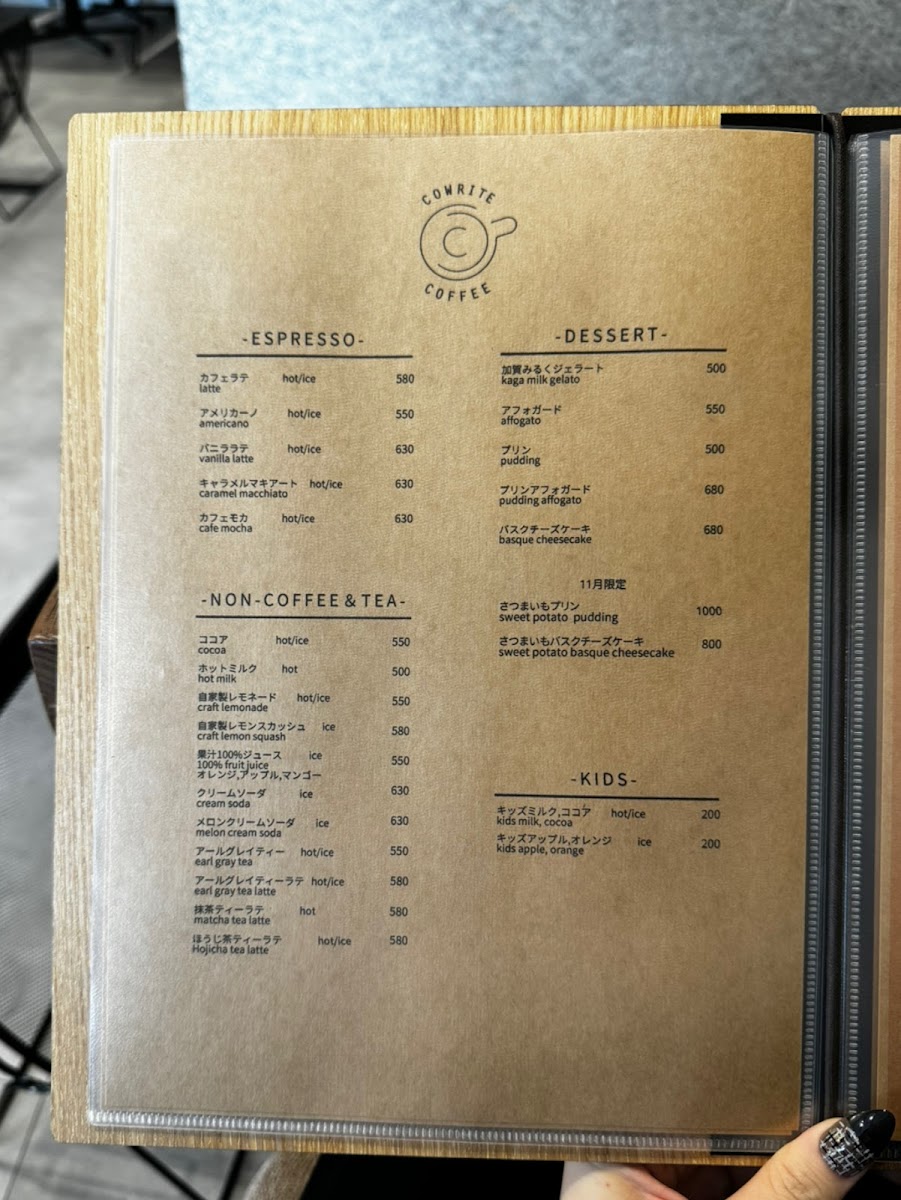 COWRITE
C
COFFEE
-ESPRESSO-
カフェラテ hot/ice 580
latte
アメリカーノ hot/ice 550
americano
バニララテ hot/ice 630
vanilla latte
キャラメルマキアート hot/ice 630
caramel macchiato
カフェモカ hot/ice 630
cafe mocha
-NON-COFFEE&TEA-
ココア hot/ice 550
cocoa
ホットミルク hot 500
hot milk
自家製レモネード hot/ice 550
craft lemonade
自家製レモンスカッシュ ice 580
craft lemon squash
果汁100%ジュース ice 550
100% fruit juice
オレンジ,アップル,マンゴー
クリームソーダ ice 630
cream soda
メロンクリームソーダ ice 630
melon cream soda
アールグレイティー hot/ice 550
earl gray tea
アールグレイティーラテ hot/ice 580
earl gray tea latte
抹茶ティーラテ hot 580
matcha tea latte
ほうじ茶ティーラテ hot/ice 580
Hojicha tea latte
-DESSERT-
加賀みるくジェラート 500
kaga milk gelato
アフォガード 550
affogato
プリン 500
pudding
プリンアフォガード 680
pudding affogato
バスクチーズケーキ 680
basque cheesecake
11月限定
さつまいもプリン 1000
sweet potato pudding
さつまいもバスクチーズケーキ 800
sweet potato basque cheesecake
-KIDS-
キッズミルク,ココア hot/ice 200
kids milk, cocoa
キッズアップル,オレンジ ice 200
kids apple, orange